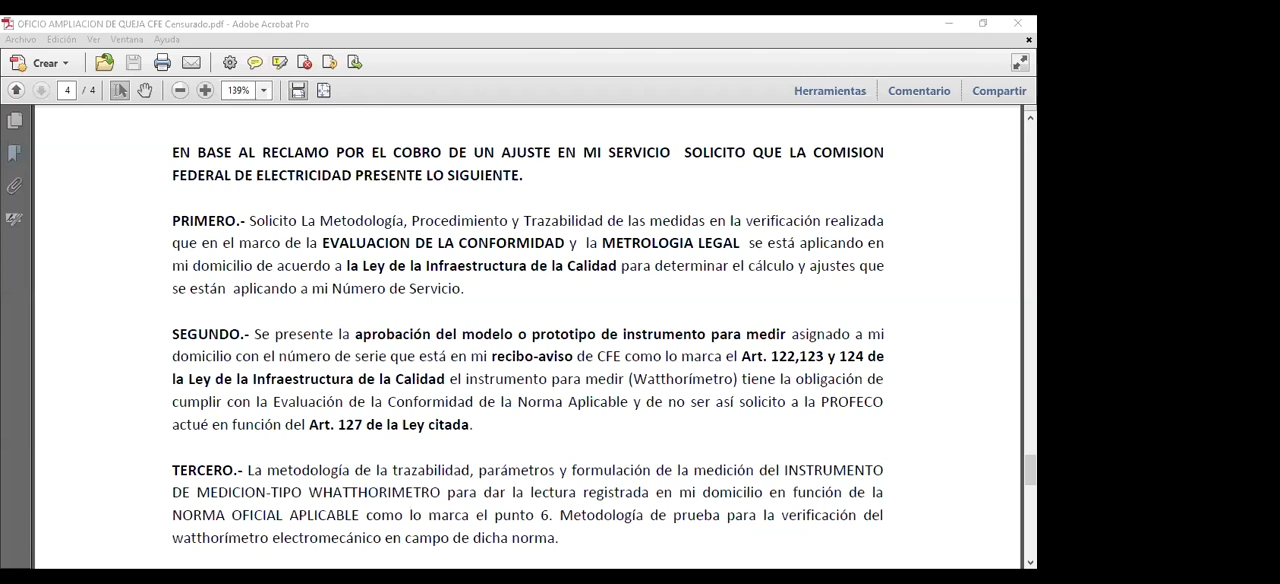 OFICIO AMPLIACION DE QUEJA CFE Censurado.pdf - Adobe Acrobat Pro
Archivo Edición Ver Ventana Ayuda
Crear
4 / 4 139% Herramientas Comentario Compartir
EN BASE AL RECLAMO POR EL COBRO DE UN AJUSTE EN MI SERVICIO SOLICITO QUE LA COMISION
FEDERAL DE ELECTRICIDAD PRESENTE LO SIGUIENTE.
PRIMERO.- Solicito La Metodología, Procedimiento y Trazabilidad de las medidas en la verificación realizada
que en el marco de la EVALUACION DE LA CONFORMIDAD y la METROLOGIA LEGAL se está aplicando en
mi domicilio de acuerdo a la Ley de la Infraestructura de la Calidad para determinar el cálculo y ajustes que
se están aplicando a mi Número de Servicio.
SEGUNDO.- Se presente la aprobación del modelo o prototipo de instrumento para medir asignado a mi
domicilio con el número de serie que está en mi recibo-aviso de CFE como lo marca el Art. 122,123 y 124 de
la Ley de la Infraestructura de la Calidad el instrumento para medir (Watthorímetro) tiene la obligación de
cumplir con la Evaluación de la Conformidad de la Norma Aplicable y de no ser así solicito a la PROFECO
actué en función del Art. 127 de la Ley citada.
TERCERO.- La metodología de la trazabilidad, parámetros y formulación de la medición del INSTRUMENTO
DE MEDICION-TIPO WHATTHORIMETRO para dar la lectura registrada en mi domicilio en función de la
NORMA OFICIAL APLICABLE como lo marca el punto 6. Metodología de prueba para la verificación del
watthorímetro electromecánico en campo de dicha norma.